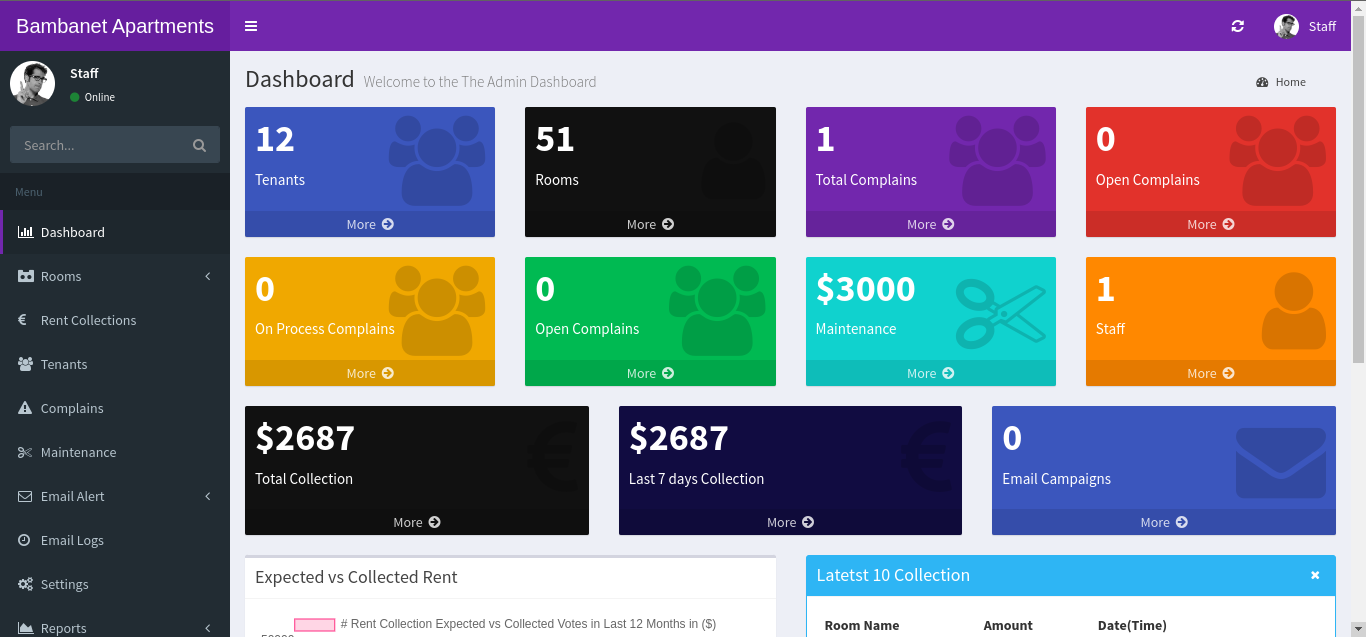 Bambanet Apartments
Staff
Staff
Online
Search...
Menu
Dashboard
Rooms
Rent Collections
Tenants
Complains
Maintenance
Email Alert
Email Logs
Settings
Reports
Dashboard Welcome to the The Admin Dashboard
Home
12
Tenants
More
51
Rooms
More
1
Total Complains
More
0
Open Complains
More
0
On Process Complains
More
0
Open Complains
More
$3000
Maintenance
More
1
Staff
More
$2687
Total Collection
More
$2687
Last 7 days Collection
More
0
Email Campaigns
More
Expected vs Collected Rent
# Rent Collection Expected vs Collected Votes in Last 12 Months in ($)
Latetst 10 Collection
Room Name Amount Date(Time)